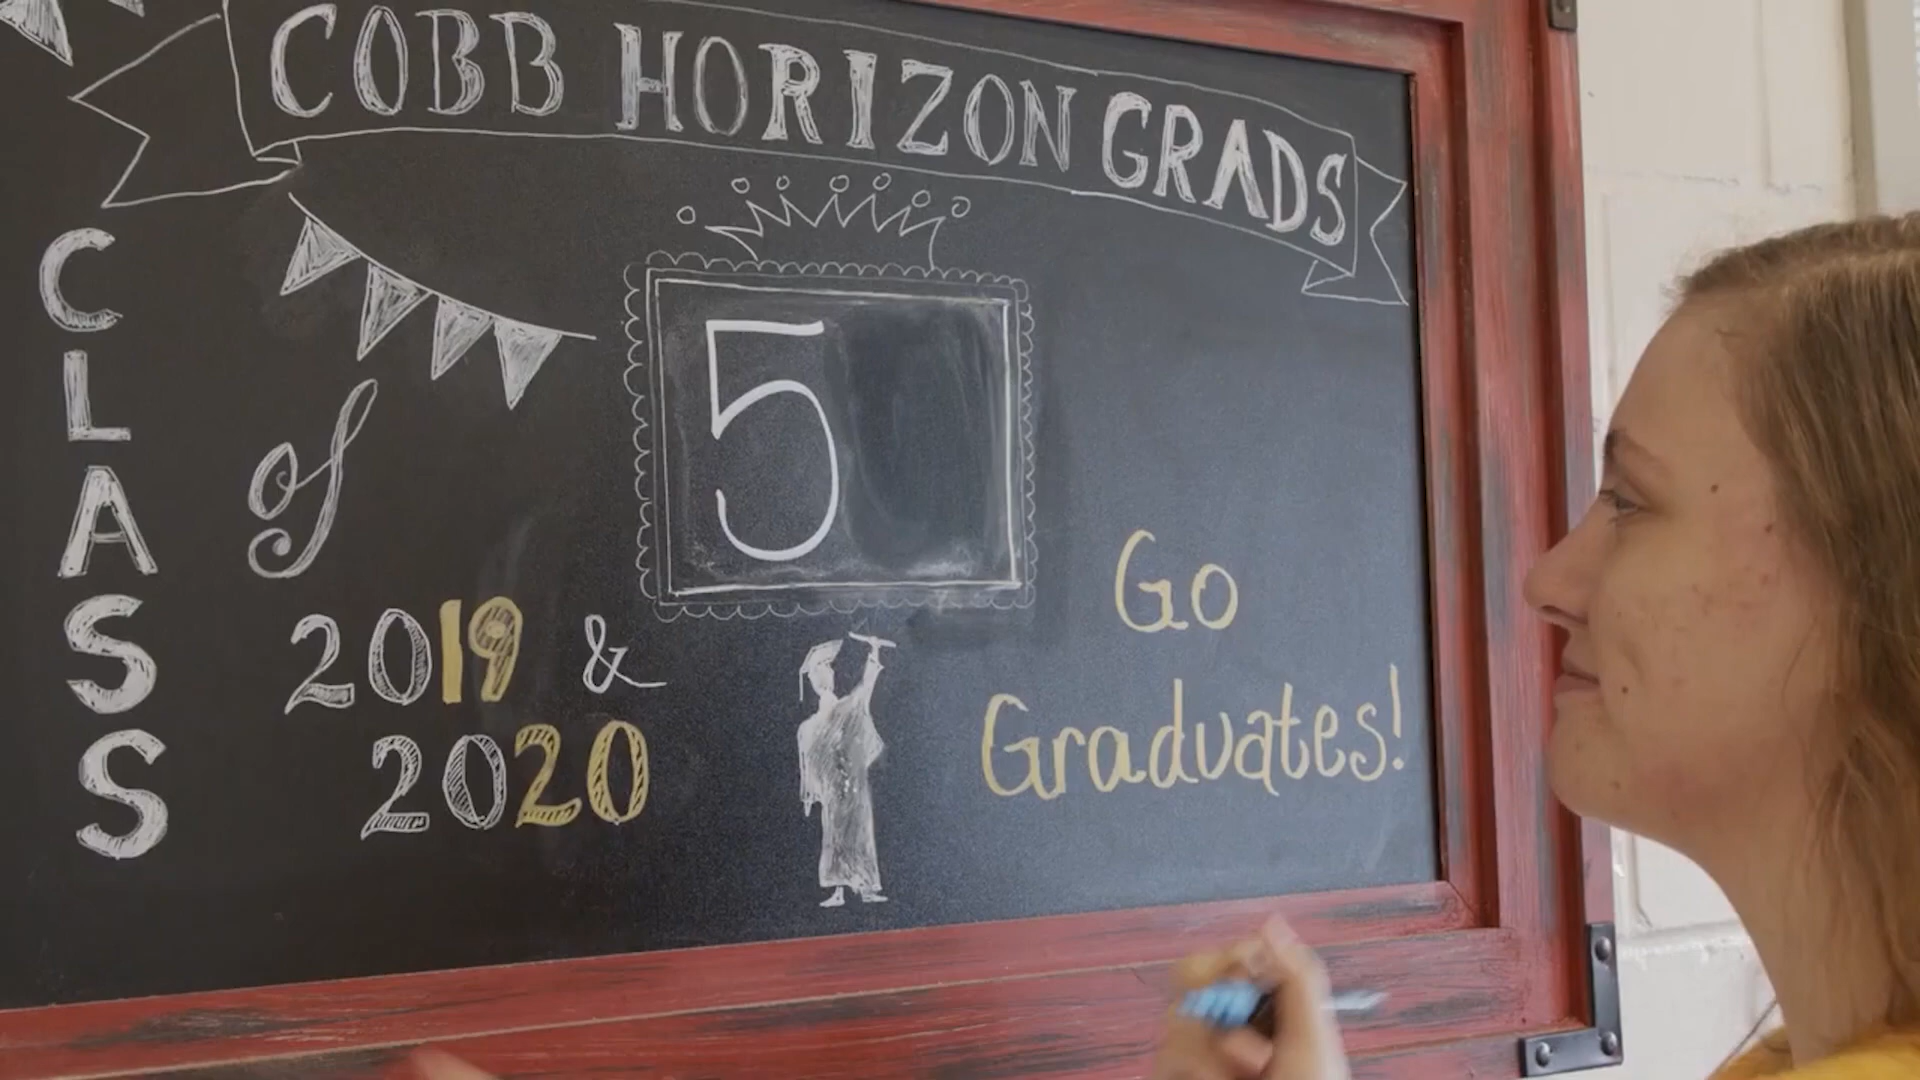 COBB HORIZON GRADS
CLASS
of
2019 &
2020
5
Go
Graduates!